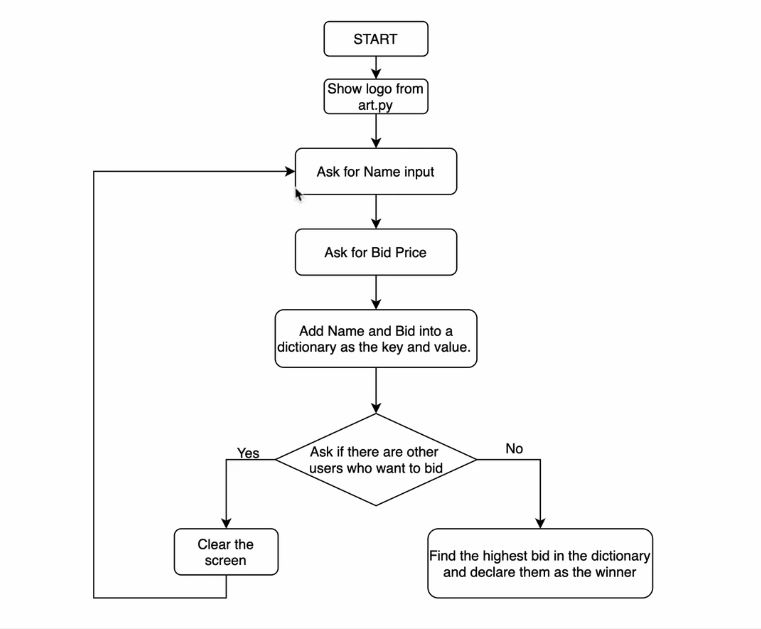 START
Show logo from
art.py
Ask for Name input
Ask for Bid Price
Add Name and Bid into a
dictionary as the key and value.
Ask if there are other
users who want to bid
Yes
No
Clear the
screen
Find the highest bid in the dictionary
and declare them as the winner